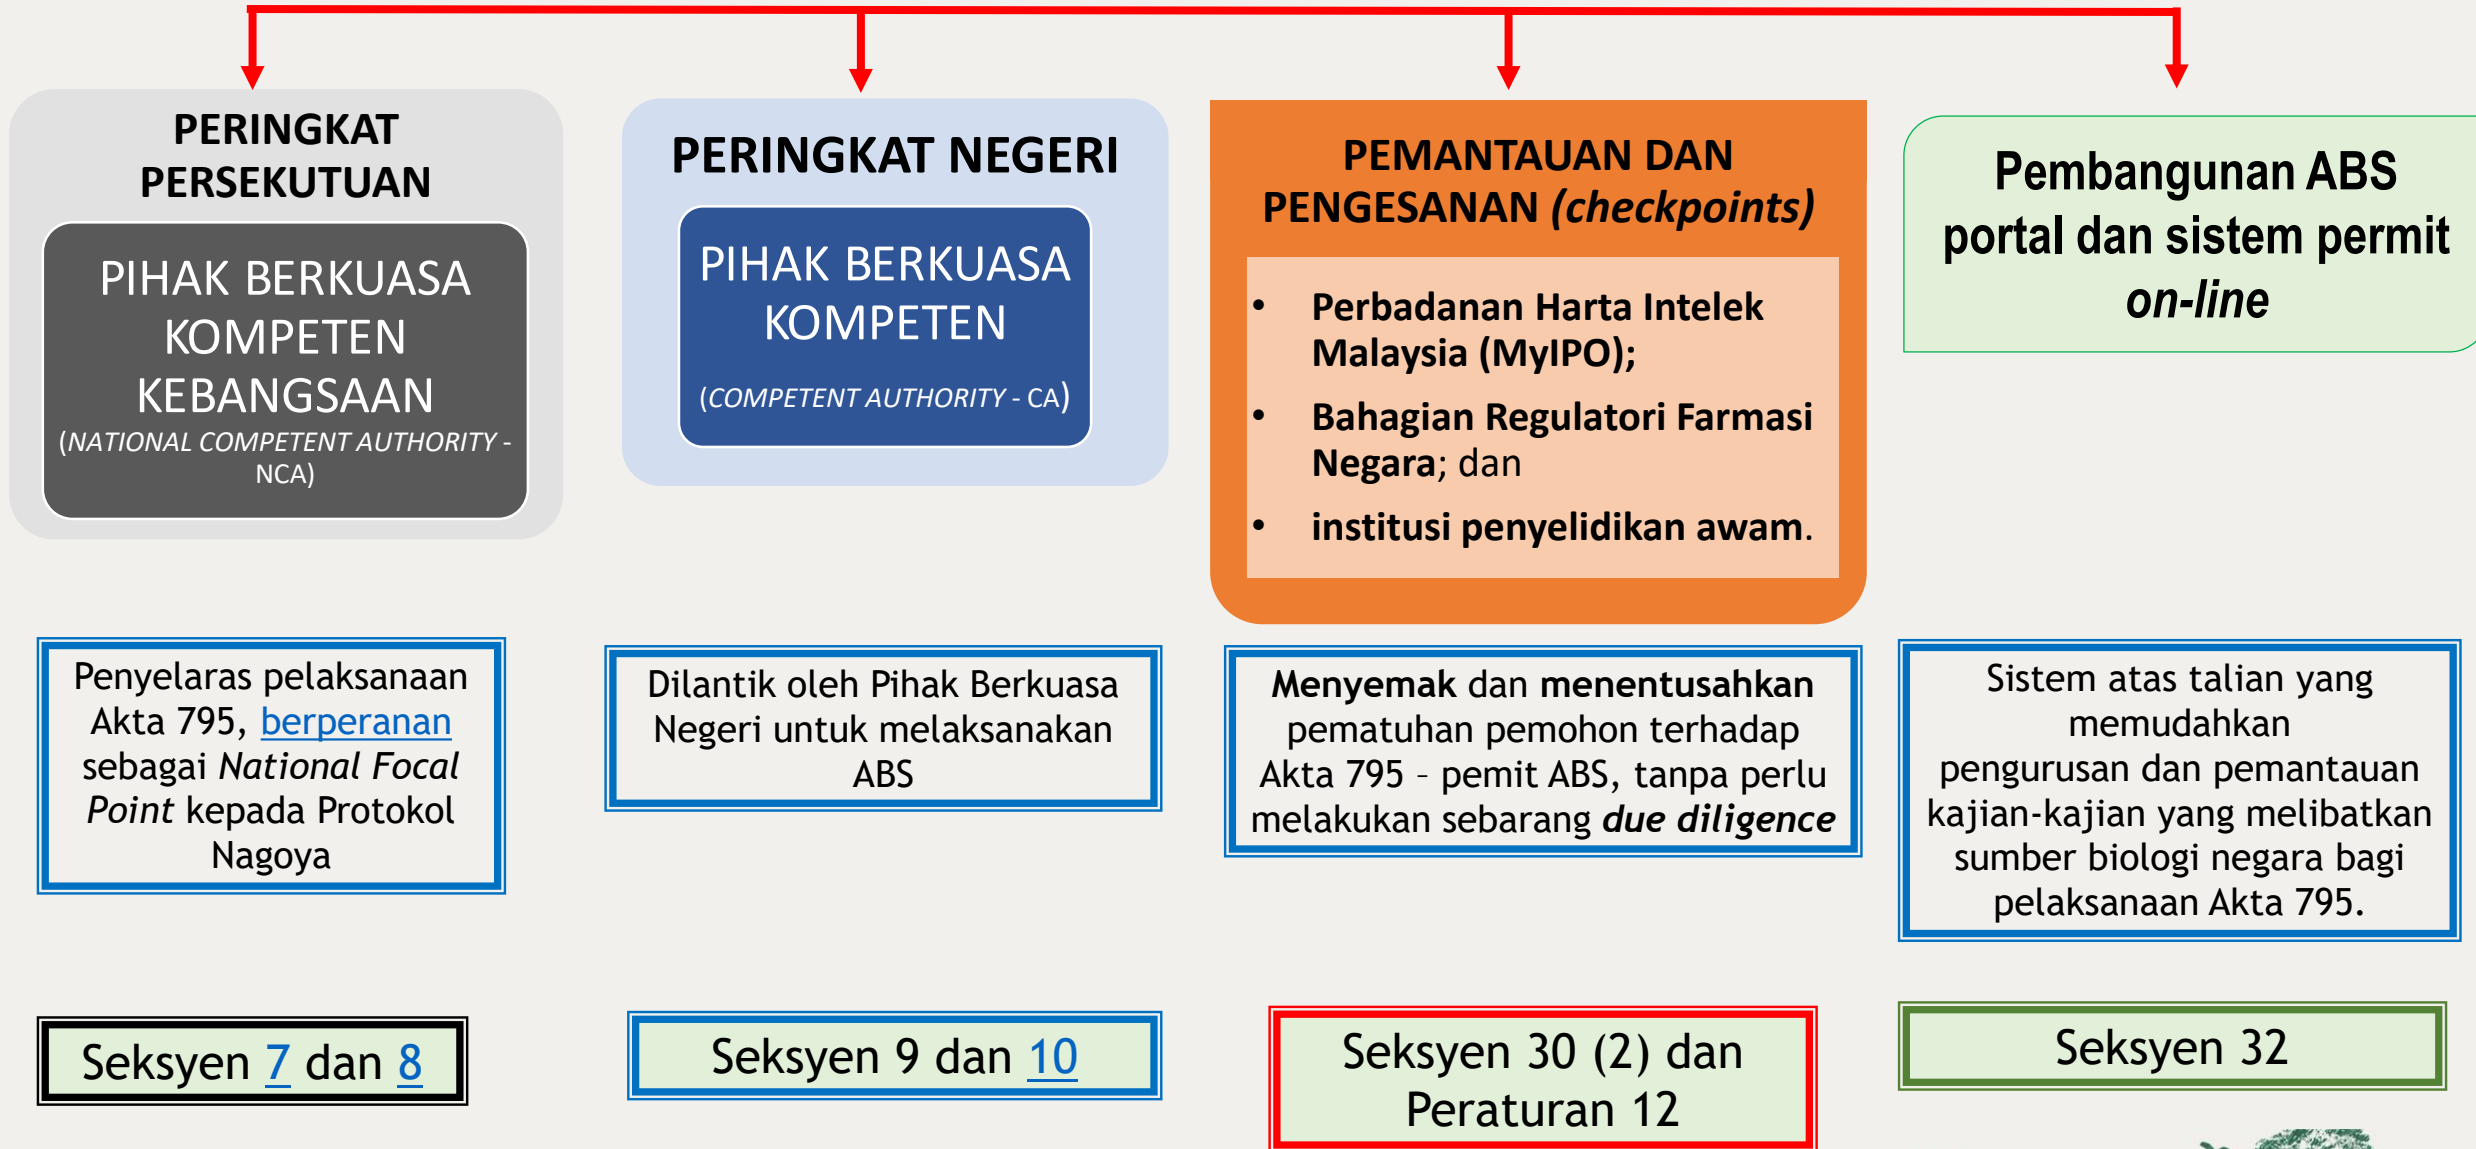 PERINGKAT
PERSEKUTUAN
PIHAK BERKUASA
KOMPETEN
KEBANGSAAN
(NATIONAL COMPETENT AUTHORITY -
NCA)
PERINGKAT NEGERI
PIHAK BERKUASA
KOMPETEN
(COMPETENT AUTHORITY - CA)
PEMANTAUAN DAN
PENGESANAN (checkpoints)
• Perbadanan Harta Intelek
Malaysia (MyIPO);
• Bahagian Regulatori Farmasi
Negara; dan
• institusi penyelidikan awam.
Pembangunan ABS
portal dan sistem permit
on-line
Penyelaras pelaksanaan
Akta 795, berperanan
sebagai National Focal
Point kepada Protokol
Nagoya
Dilantik oleh Pihak Berkuasa
Negeri untuk melaksanakan
ABS
Menyemak dan menentusahkan
pematuhan pemohon terhadap
Akta 795 – pemit ABS, tanpa perlu
melakukan sebarang due diligence
Sistem atas talian yang
memudahkan
pengurusan dan pemantauan
kajian-kajian yang melibatkan
sumber biologi negara bagi
pelaksanaan Akta 795.
Seksyen 7 dan 8
Seksyen 9 dan 10
Seksyen 30 (2) dan
Peraturan 12
Seksyen 32